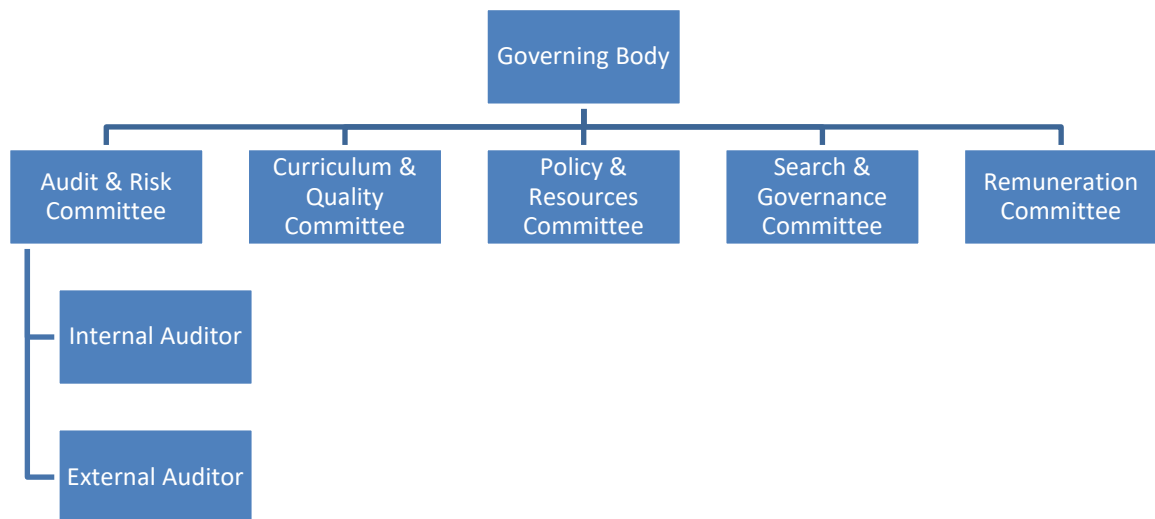 Governing Body
Audit & Risk
Committee
Curriculum &
Quality
Committee
Policy &
Resources
Committee
Search &
Governance
Committee
Remuneration
Committee
Internal Auditor
External Auditor